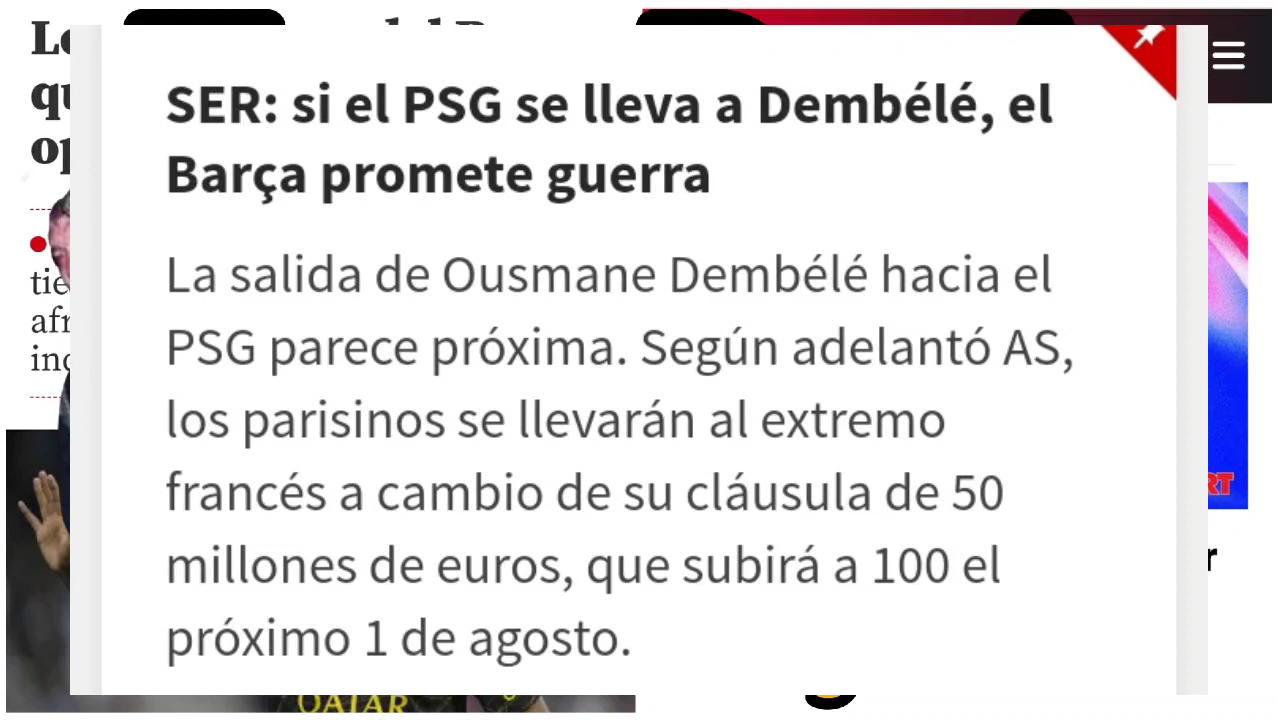 SER: si el PSG se lleva a Dembélé, el
Barça promete guerra
La salida de Ousmane Dembélé hacia el
PSG parece próxima. Según adelantó AS,
los parisinos se llevarán al extremo
francés a cambio de su cláusula de 50
millones de euros, que subirá a 100 el
próximo 1 de agosto.
QATAR